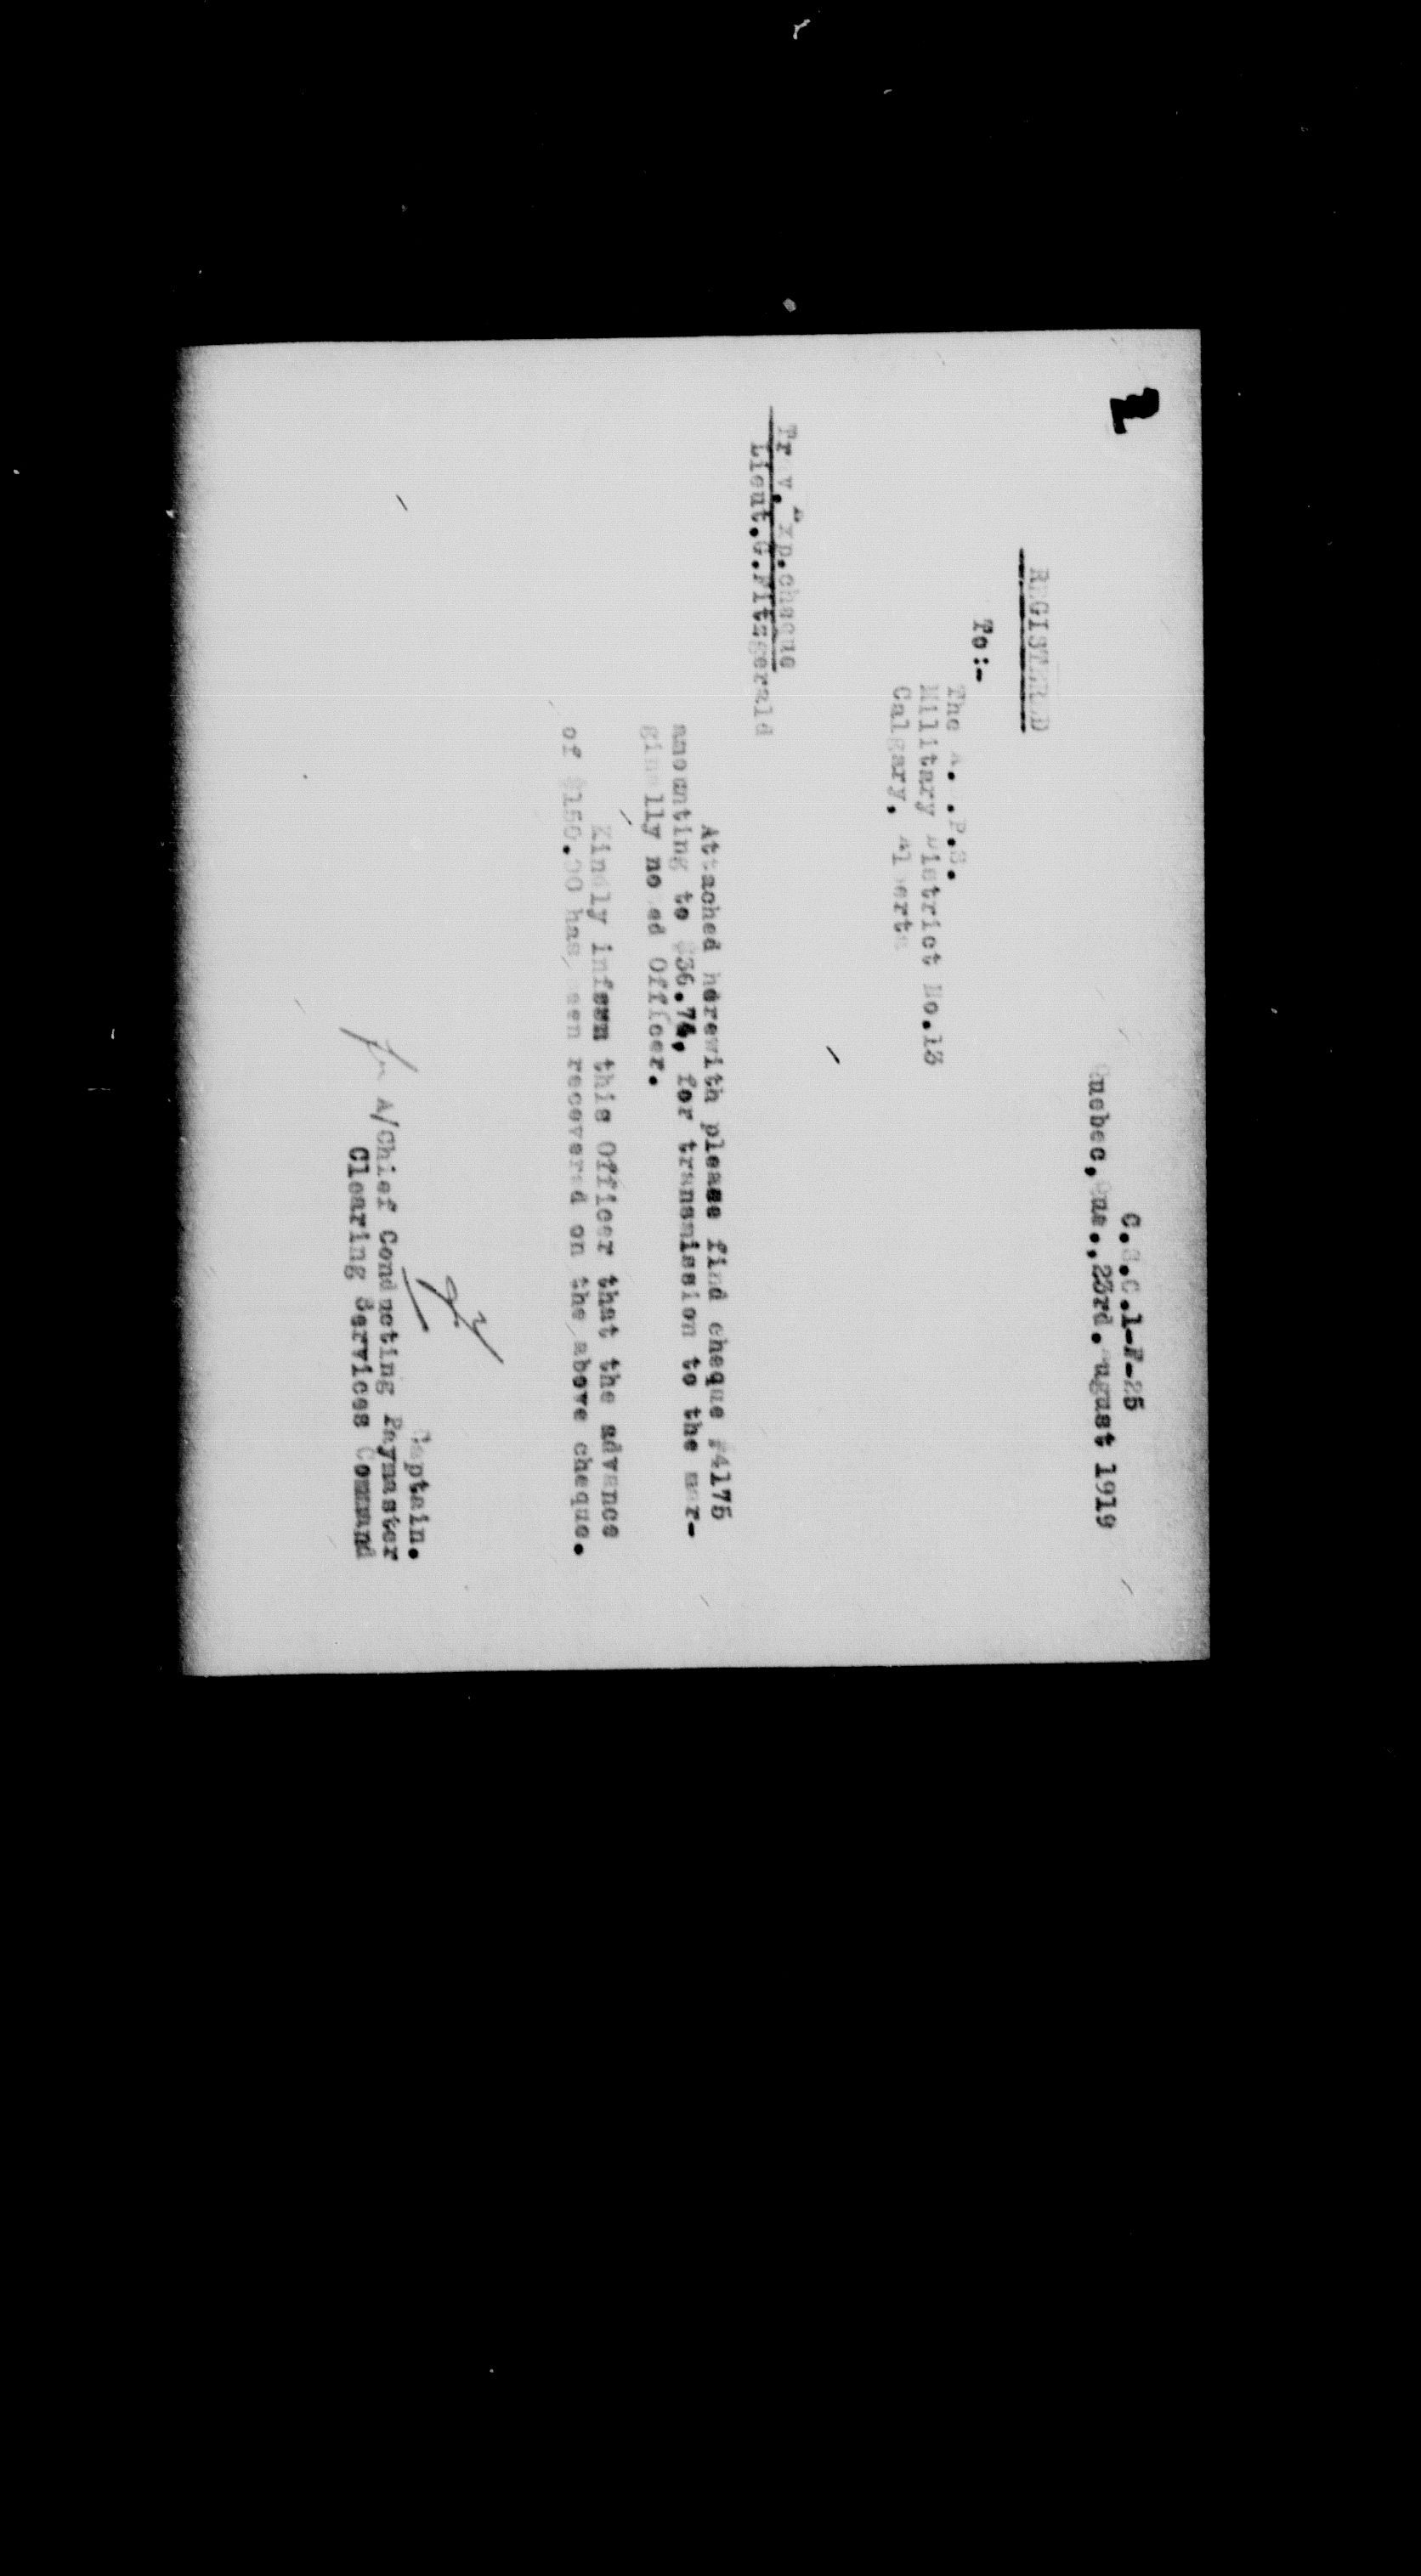 C.S.C.1-F-25
Quebec, Que., 23rd. August 1919
REGISTERED
To:-
The A. .P.S.
Military District No.13
Calgary, Alberta
Trav. Exp. cheque
Lieut. G. Fitzgerald
Attached herewith please find cheque #4175
amounting to $36.74, for transmission to the mar-
ginally no ed Officer.
Kindly inform this Officer that the advance
of $150.00 has been recovered on the above cheque.
Captain.
A/Chief Conducting Paymaster
Clearing Services Command